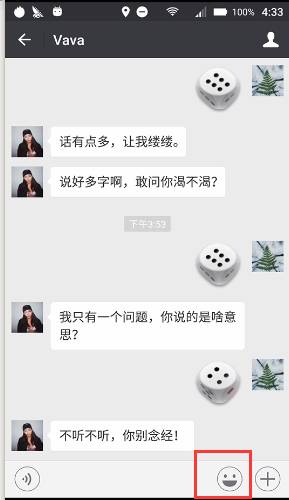 100% 4:33
Vava
话有点多，让我缕缕。
说好多字啊，敢问你渴不渴？
下午3:53
我只有一个问题，你说的是啥意
思？
不听不听，你别念经！